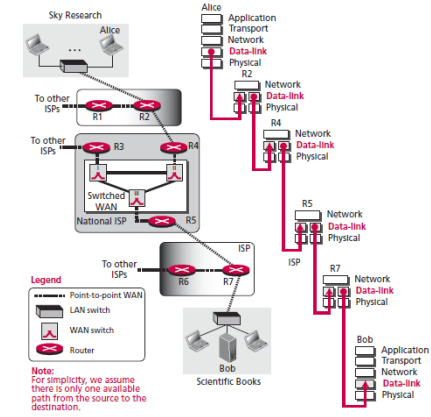 Sky Research
Alice
To other
ISPs
R1
R2
To other
ISPs
R3
R4
Switched
WAN
National ISP
R5
ISP
To other
ISPs
R6
R7
Legend
Point-to-point WAN
LAN switch
WAN switch
Router
Bob
Scientific Books
Note:
For simplicity, we assume
there is only one available
path from the source to the
destination.
Alice
Application
Transport
Network
Data-link
Physical
R2
Network
Data-link
Physical
R4
Network
Data-link
Physical
R5
Network
Data-link
Physical
ISP
R7
Network
Data-link
Physical
Bob
Application
Transport
Network
Data-link
Physical